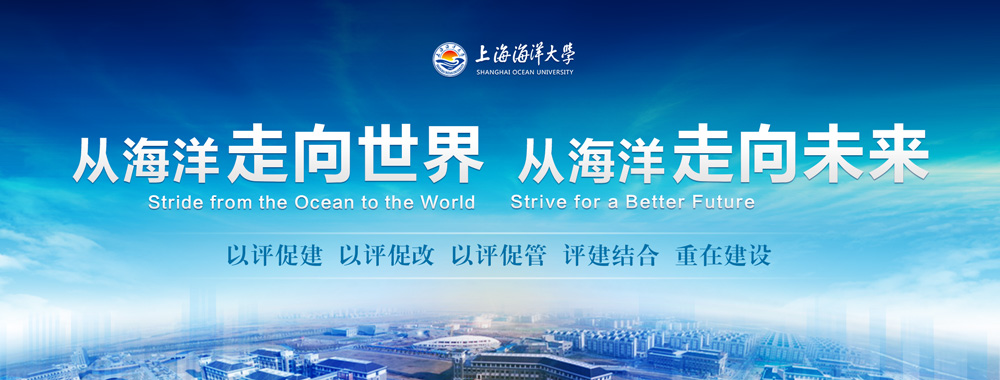 上海海洋大學
SHANGHAI OCEAN UNIVERSITY
从海洋走向世界 从海洋走向未来
Stride from the Ocean to the World Strive for a Better Future
以评促建 以评促改 以评促管 评建结合 重在建设